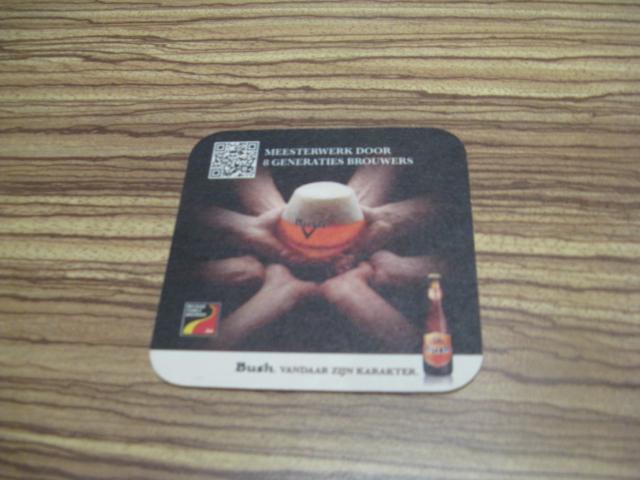 MEESTERWERK DOOR
8 GENERATIES BROUWERS
Bush. VANDAAR ZIJN KARAKTER.